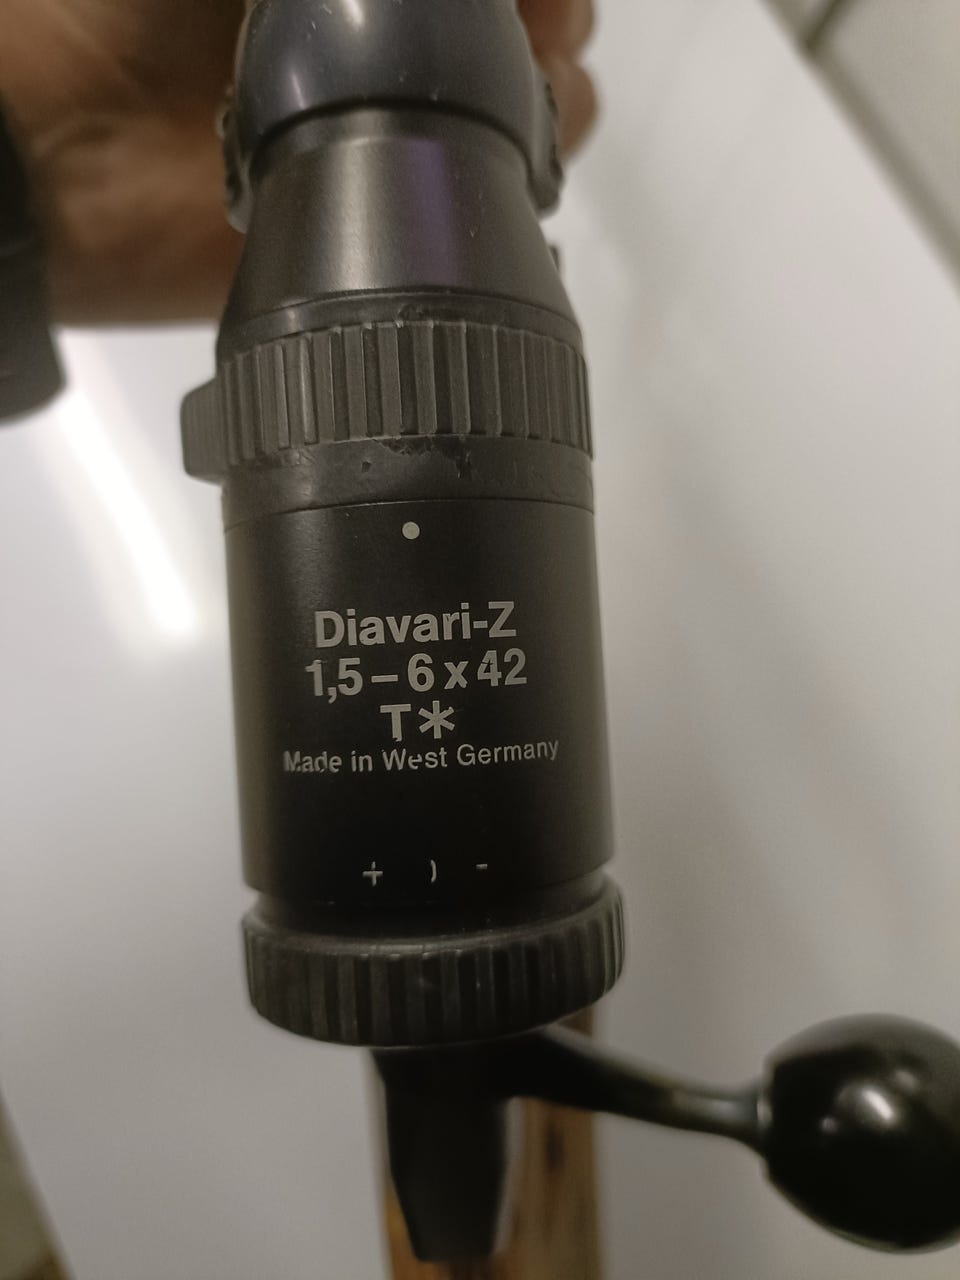 Diavari-Z
1,5 – 6 x 42
T*
Made in West Germany
+ ) -